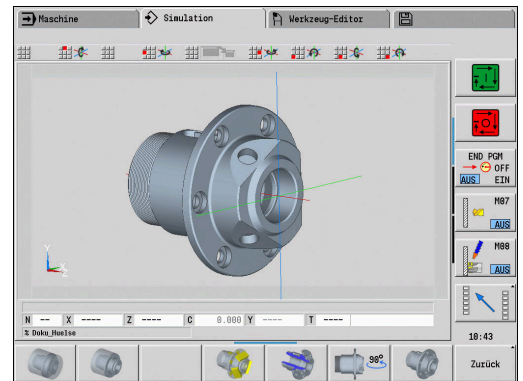 Maschine Simulation Werkzeug-Editor
END PGM
OFF
AUS EIN
M07
AUS
M08
AUS
Y
X
Z
N -- X ---- Z ---- C 0.000 Y ---- T ----
% Doku_Huelse
10:43
90°
Zurück